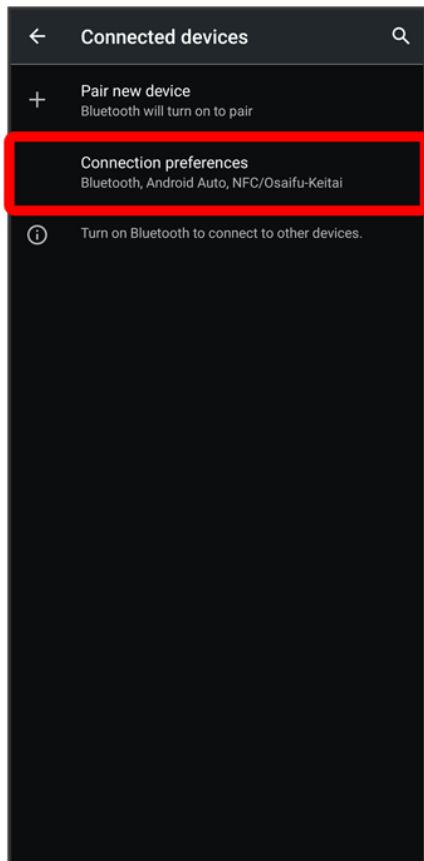 Connected devices
Pair new device
Bluetooth will turn on to pair
Connection preferences
Bluetooth, Android Auto, NFC/Osaifu-Keitai
Turn on Bluetooth to connect to other devices.